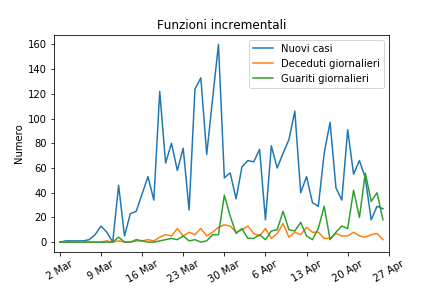 Funzioni incrementali
Nuovi casi
Deceduti giornalieri
Guariti giornalieri
Numero
160
140
120
100
80
60
40
20
0
2 Mar
9 Mar
16 Mar
23 Mar
30 Mar
6 Apr
13 Apr
20 Apr
27 Apr